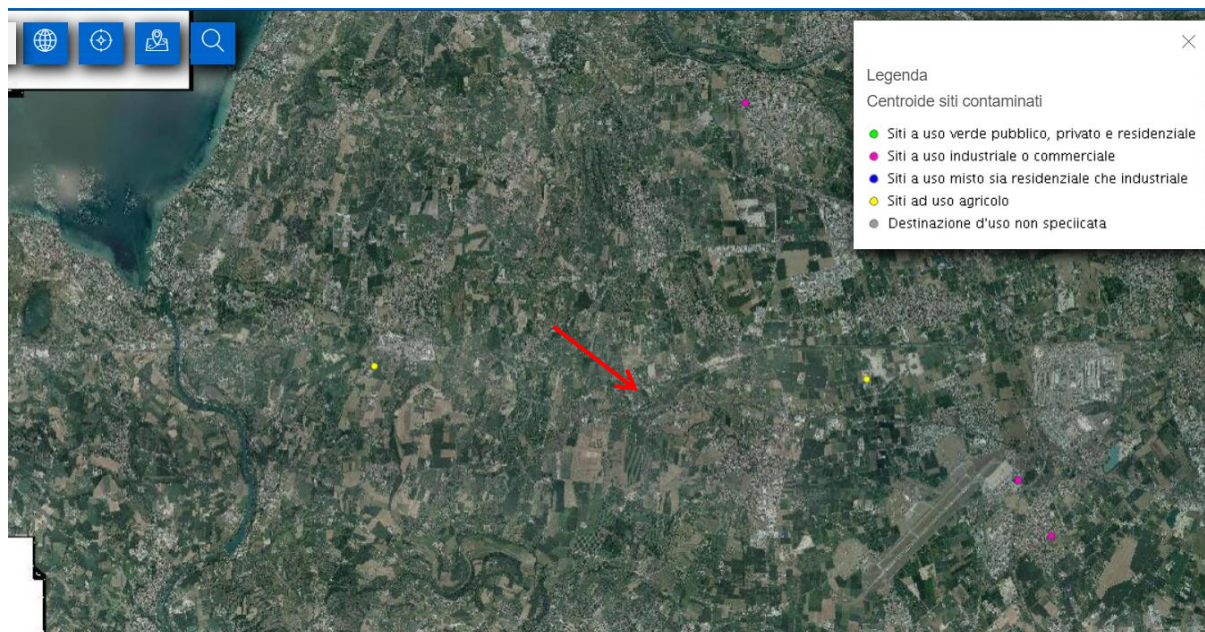 Legenda
Centroide siti contaminati
Siti a uso verde pubblico, privato e residenziale
Siti a uso industriale o commerciale
Siti a uso misto sia residenziale che industriale
Siti ad uso agricolo
Destinazione d'uso non speciicata